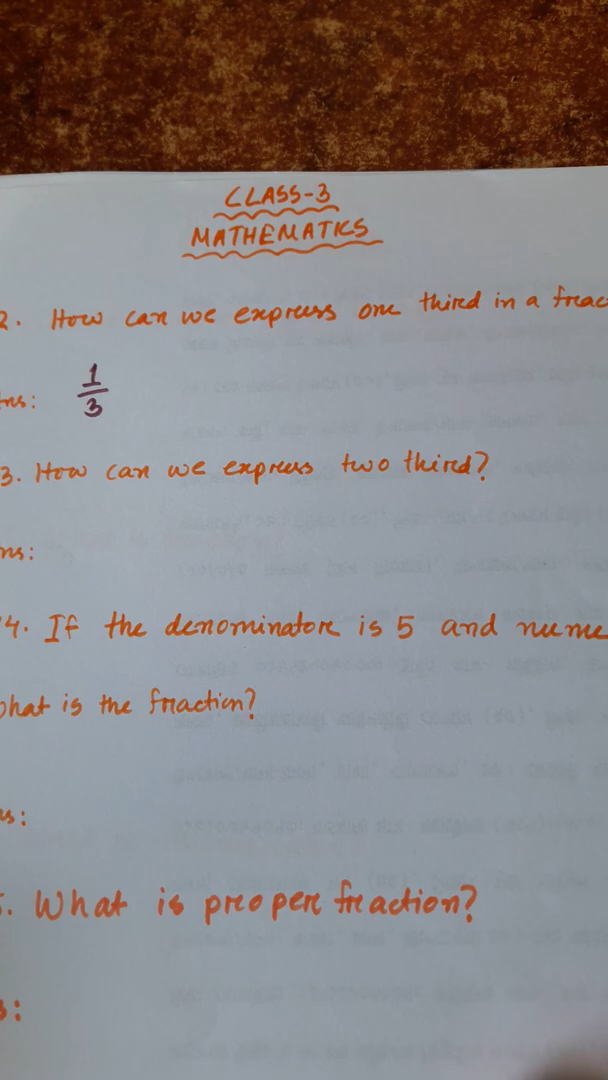 CLASS-3
MATHEMATICS
2. How can we express one third in a frac
ns: 1/3
3. How can we express two third?
ns:
4. If the denominator is 5 and nume
hat is the fraction?
s:
. What is proper fraction?
s: